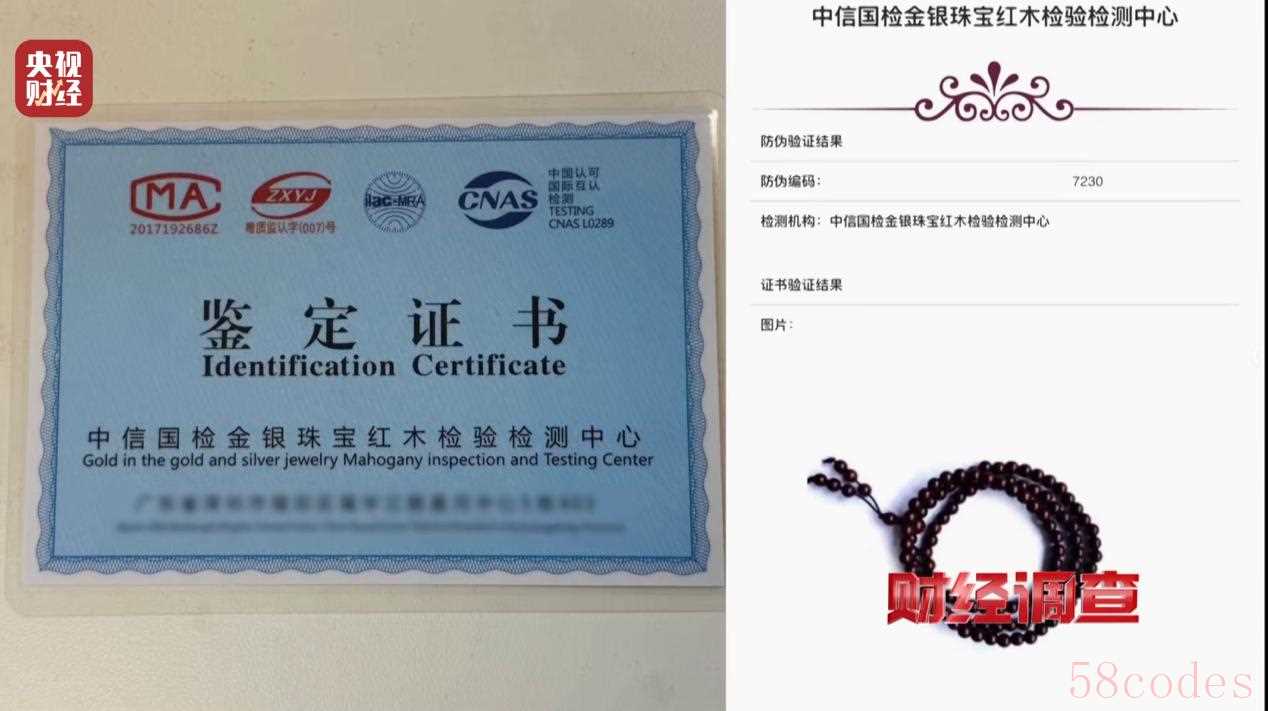 央视
财经
MA
2017192686Z
ZXYJ
粤质监认字(007)号
ilac-MRA
CNAS
中国认可
国际互认
检测
TESTING
CNAS L0289
鉴定证书
Identification Certificate
中信国检金银珠宝红木检验检测中心
Gold in the gold and silver jewelry Mahogany inspection and Testing Center
中信国检金银珠宝红木检验检测中心
防伪验证结果
防伪编码: 7230
检测机构: 中信国检金银珠宝红木检验检测中心
证书验证结果
图片:
财经调查
58codes